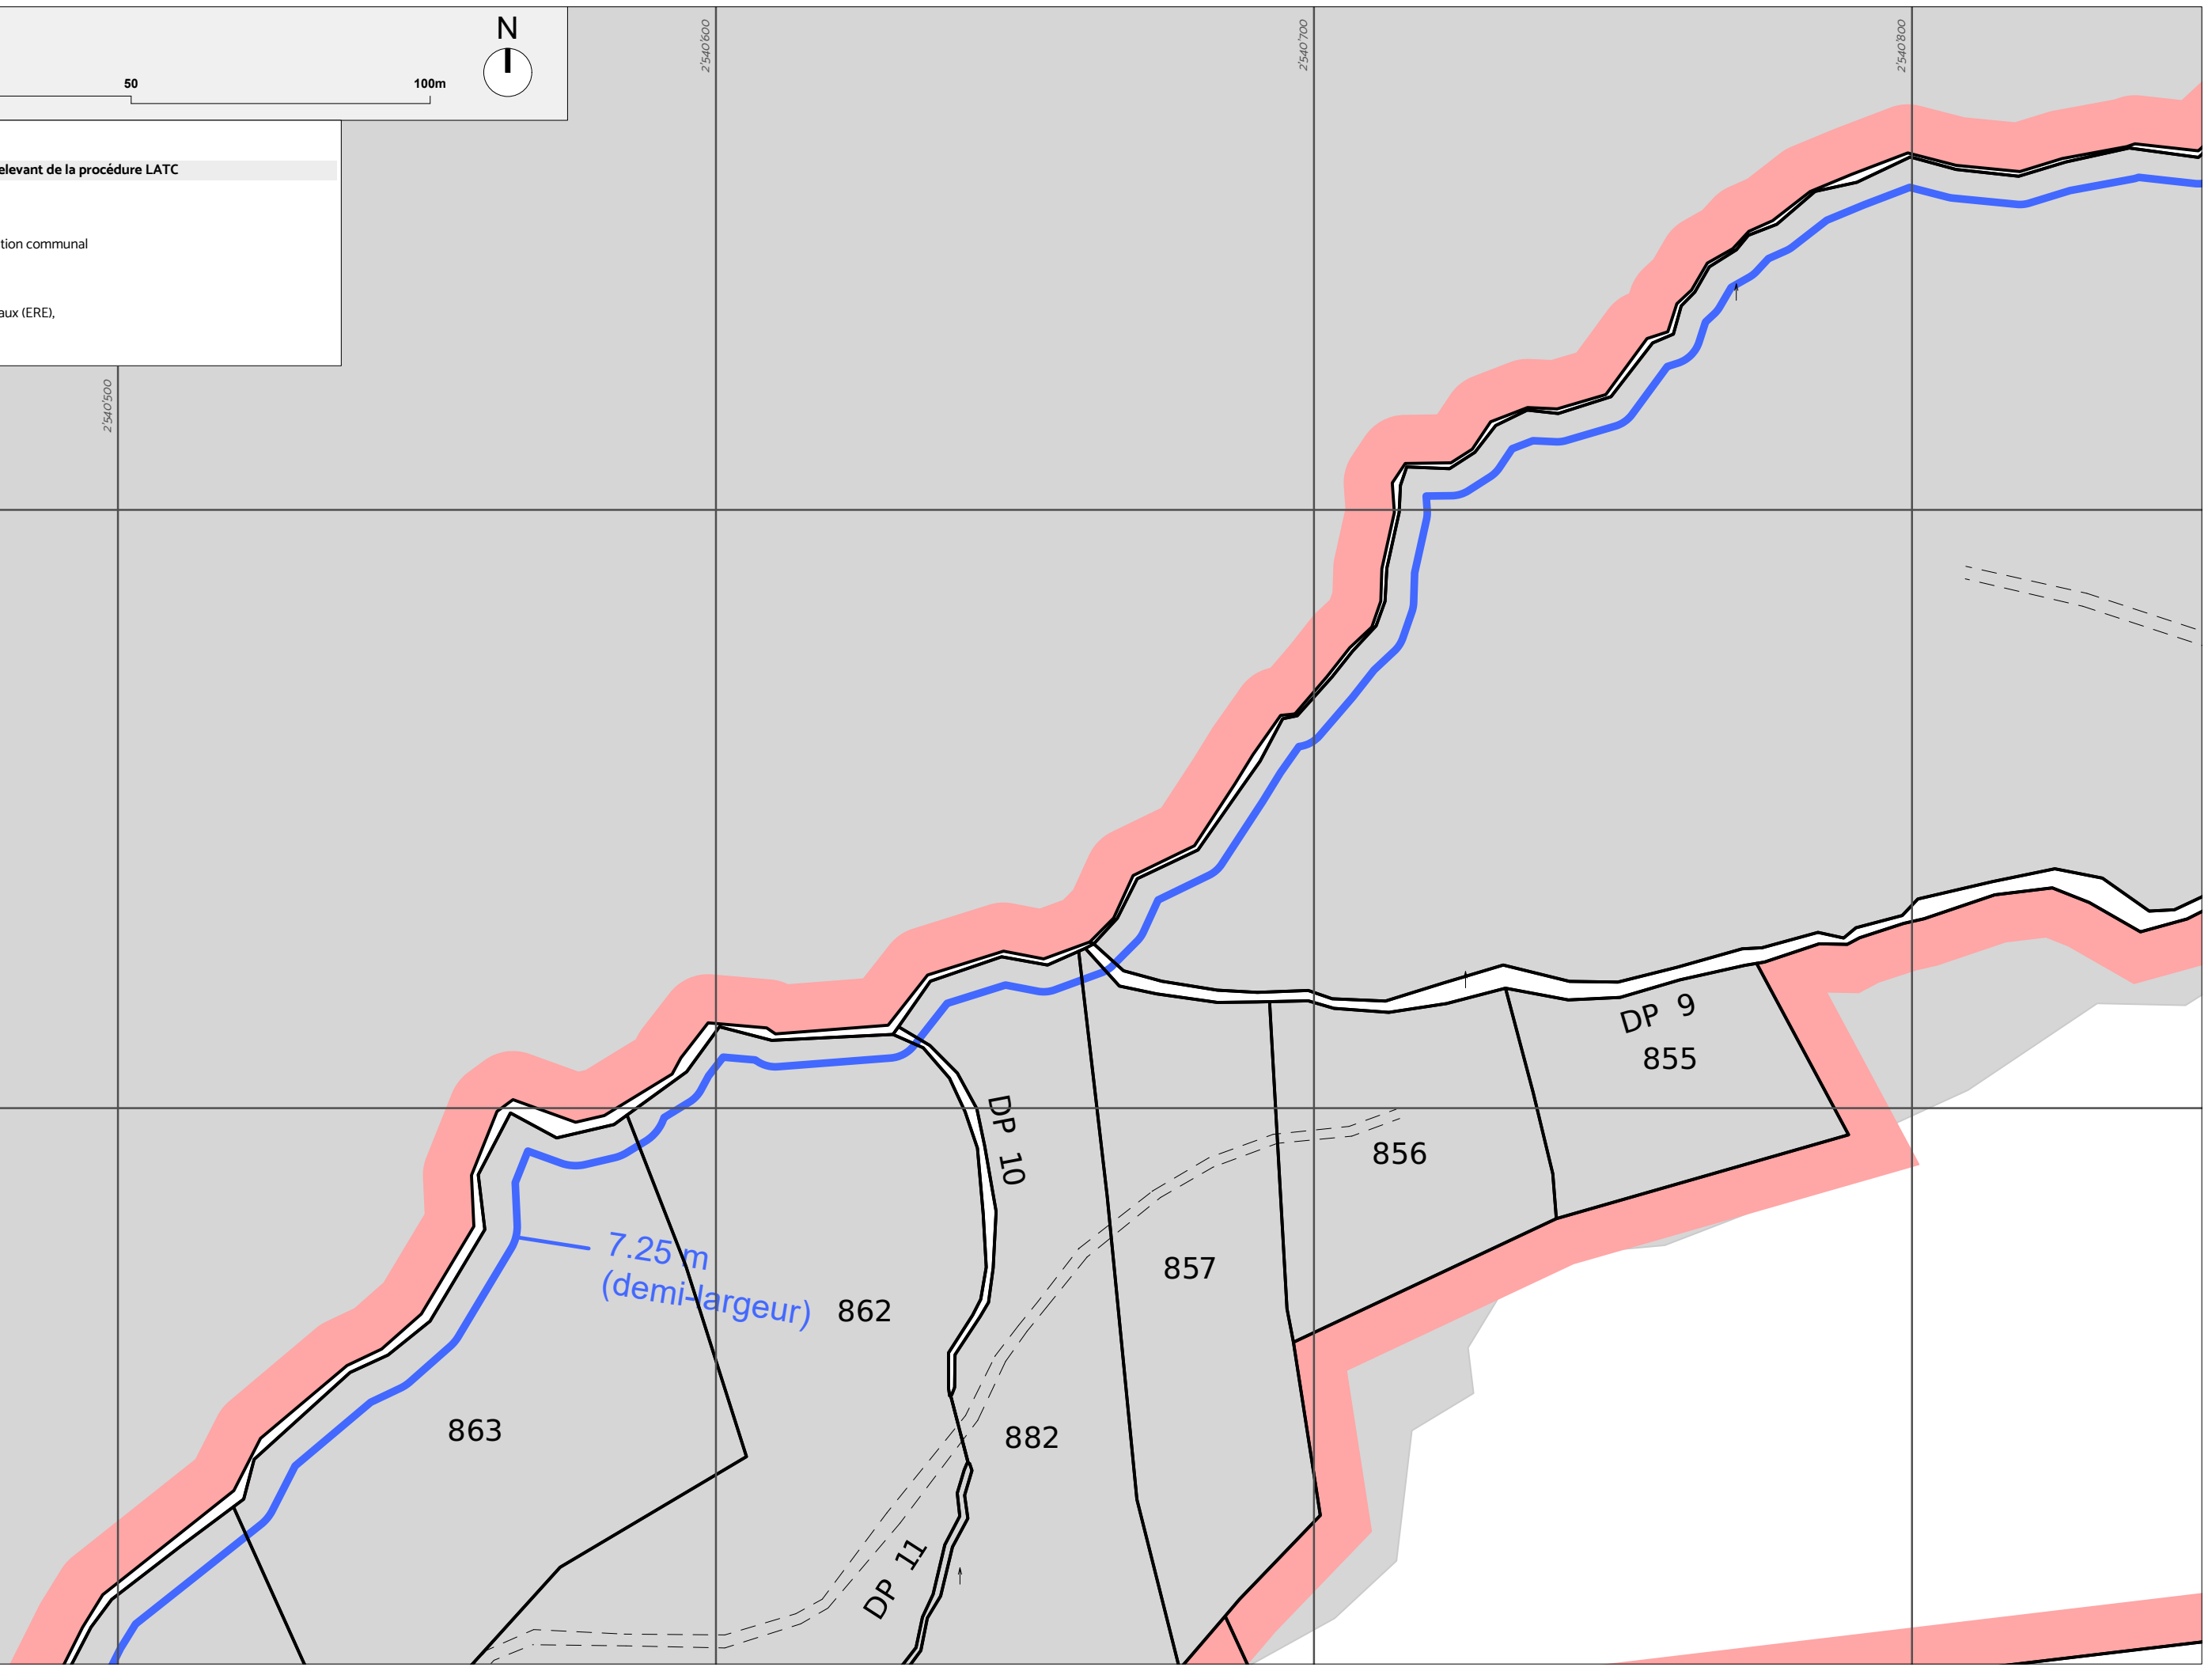 N
50 100m
elevant de la procédure LATC
tion communal
aux (ERE),
2'540'500
2'540'600
2'540'700
2'540'800
DP 9
855
DP 10
856
7.25 m
(demi-largeur)
857
862
863
882
DP 11